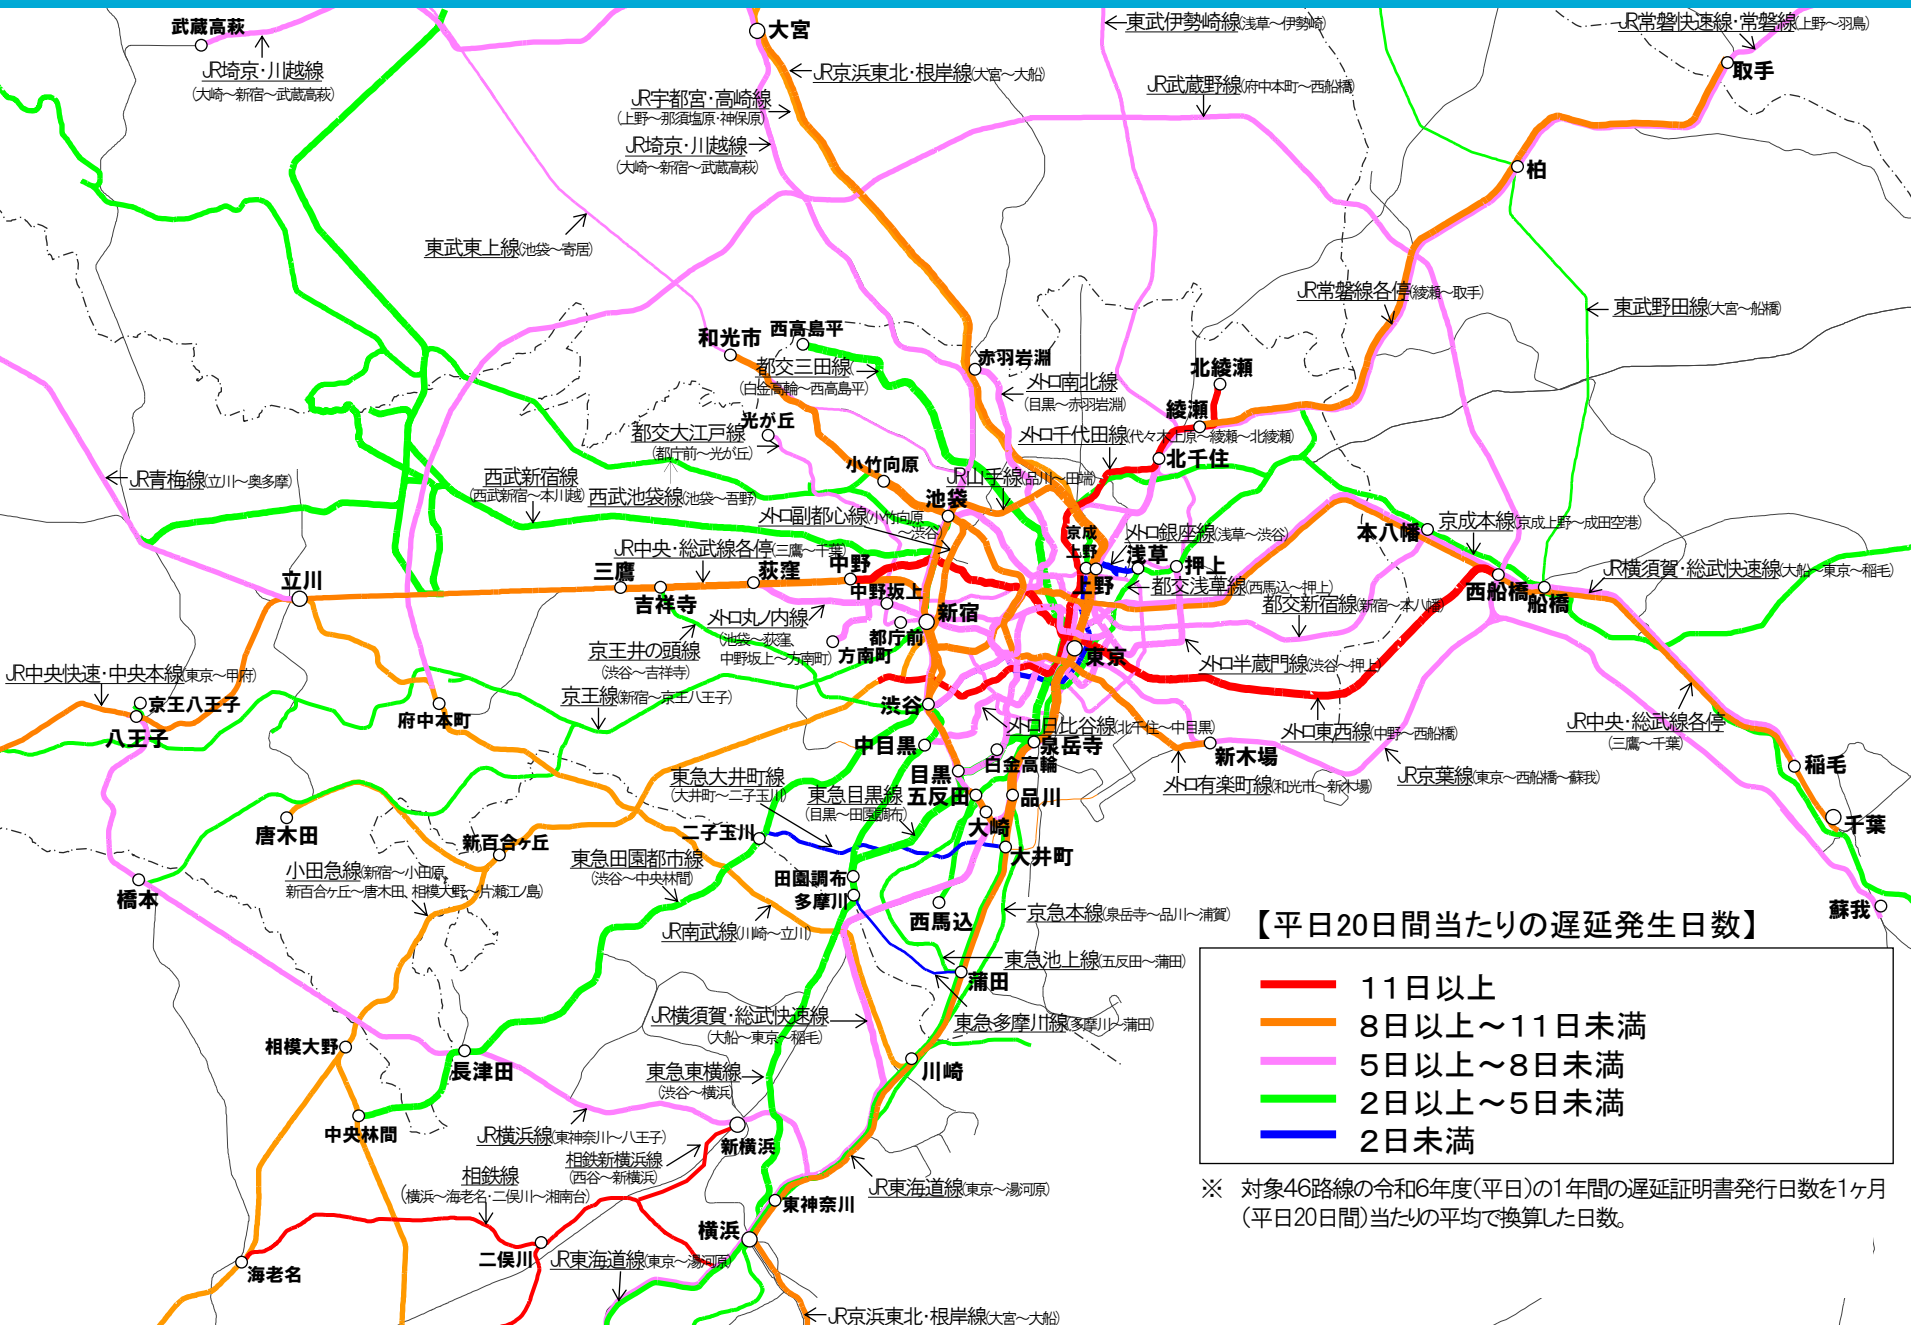 武蔵高萩
JR埼京・川越線
(大崎～新宿～武蔵高萩)
大宮
JR京浜東北・根岸線(大宮～大船)
JR宇都宮・高崎線
(上野～那須塩原・神保原)
JR埼京・川越線
(大崎～新宿～武蔵高萩)
東武伊勢崎線(浅草～伊勢崎)
JR武蔵野線(府中本町～西船橋)
JR常磐快速線・常磐線(上野～羽鳥)
取手
柏
東武東上線(池袋～寄居)
JR常磐線各停(綾瀬～取手)
東武野田線(大宮～船橋)
和光市
西高島平
都交三田線
(白金高輪～西高島平)
赤羽岩淵
メトロ南北線
(目黒～赤羽岩淵)
北綾瀬
綾瀬
光が丘
都交大江戸線
(都庁前～光が丘)
メトロ千代田線(代々木上原～綾瀬～北綾瀬)
北千住
小竹向原
JR山手線(品川～田端)
JR青梅線(立川～奥多摩)
西武新宿線
(西武新宿～本川越)
西武池袋線(池袋～吾野)
池袋
メトロ副都心線(小竹向原
～渋谷)
京成
上野
メトロ銀座線(浅草～渋谷)
浅草
押上
上野
都交浅草線(西馬込～押上)
本八幡
京成本線(京成上野～成田空港)
JR横須賀・総武快速線(大船～東京～稲毛)
西船橋
船橋
都交新宿線(新宿～本八幡)
JR中央・総武線各停(三鷹～千葉)
立川
三鷹
吉祥寺
荻窪
中野
中野坂上
新宿
都庁前
方南町
メトロ丸ノ内線
(池袋～荻窪、
中野坂上～方南町)
京王井の頭線
(渋谷～吉祥寺)
京王線(新宿～京王八王子)
東京
メトロ半蔵門線(渋谷～押上)
JR中央快速・中央本線(東京～甲府)
京王八王子
八王子
府中本町
渋谷
メトロ日比谷線(北千住～中目黒)
中目黒
泉岳寺
白金高輪
メトロ東西線(中野～西船橋)
新木場
メトロ有楽町線(和光市～新木場)
JR京葉線(東京～西船橋～蘇我)
JR中央・総武線各停
(三鷹～千葉)
稲毛
千葉
蘇我
目黒
五反田
品川
大崎
大井町
東急大井町線
(大井町～二子玉川)
東急目黒線
(目黒～田園調布)
唐木田
新百合ヶ丘
二子玉川
小田急線(新宿～小田原、
新百合ヶ丘～唐木田、相模大野～片瀬江ノ島)
東急田園都市線
(渋谷～中央林間)
田園調布
多摩川
西馬込
京急本線(泉岳寺～品川～浦賀)
橋本
JR南武線(川崎～立川)
東急池上線(五反田～蒲田)
蒲田
東急多摩川線(多摩川～蒲田)
JR横須賀・総武快速線
(大船～東京～稲毛)
相模大野
長津田
東急東横線
(渋谷～横浜)
川崎
中央林間
JR横浜線(東神奈川～八王子)
新横浜
相鉄新横浜線
(西谷～新横浜)
相鉄線
(横浜～海老名・二俣川～湘南台)
JR東海道線(東京～湯河原)
東神奈川
横浜
二俣川
海老名
JR東海道線(東京～湯河原)
JR京浜東北・根岸線(大宮～大船)
【平日20日間当たりの遅延発生日数】
11日以上
8日以上～11日未満
5日以上～8日未満
2日以上～5日未満
2日未満
※ 対象46路線の令和6年度(平日)の1年間の遅延証明書発行日数を1ヶ月
(平日20日間)当たりの平均で換算した日数。